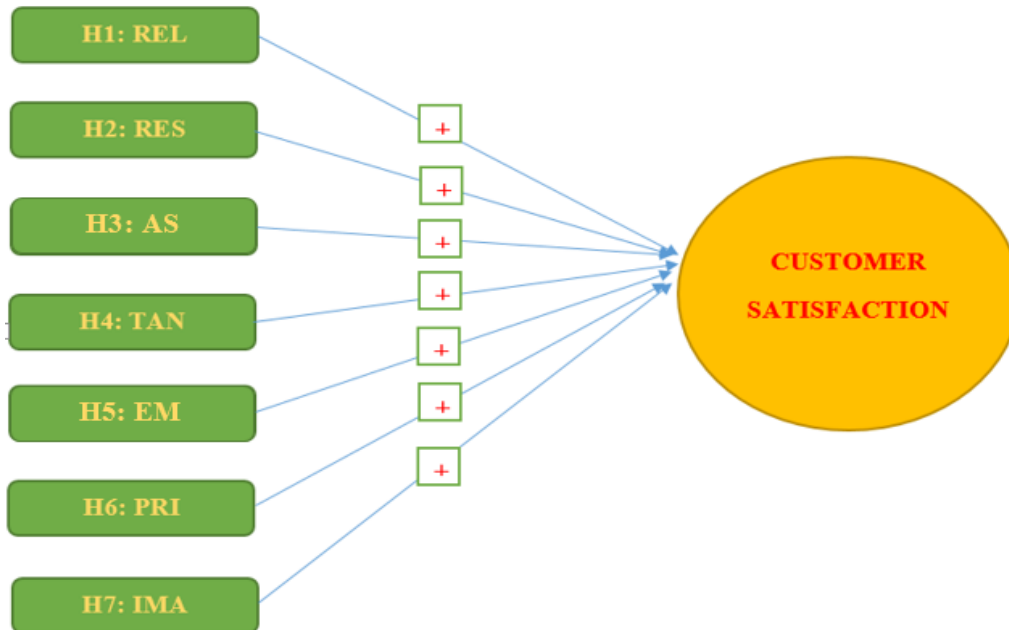 H1: REL
+
H2: RES
+
H3: AS
+
CUSTOMER
SATISFACTION
H4: TAN
+
H5: EM
+
H6: PRI
+
H7: IMA
+